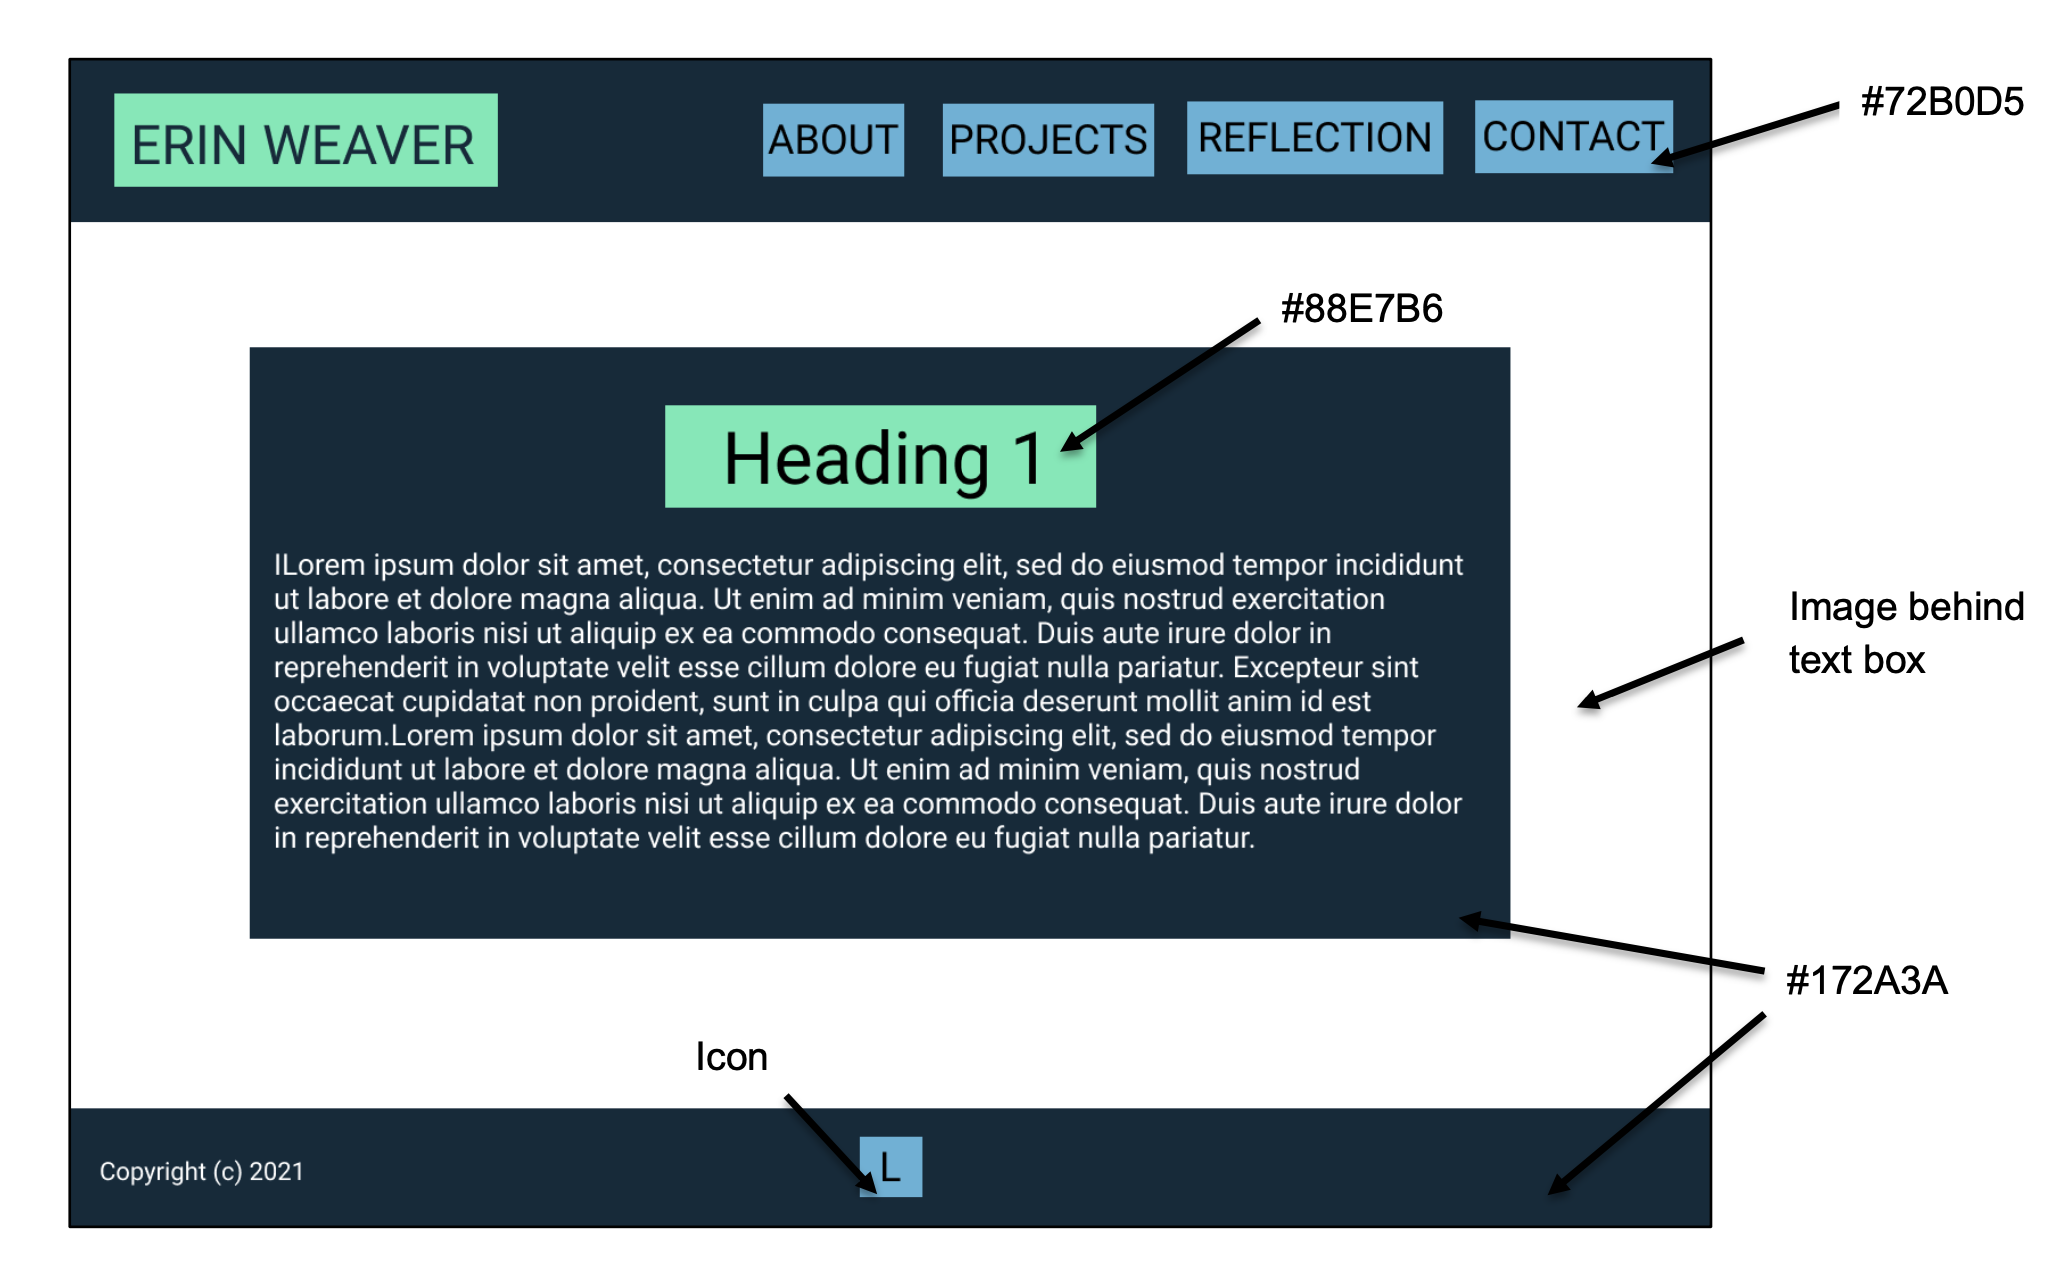 #72B0D5
ERIN WEAVER
ABOUT
PROJECTS
REFLECTION
CONTACT
#88E7B6
Heading 1
ILorem ipsum dolor sit amet, consectetur adipiscing elit, sed do eiusmod tempor incididunt
ut labore et dolore magna aliqua. Ut enim ad minim veniam, quis nostrud exercitation
ullamco laboris nisi ut aliquip ex ea commodo consequat. Duis aute irure dolor in
reprehenderit in voluptate velit esse cillum dolore eu fugiat nulla pariatur. Excepteur sint
occaecat cupidatat non proident, sunt in culpa qui officia deserunt mollit anim id est
laborum.Lorem ipsum dolor sit amet, consectetur adipiscing elit, sed do eiusmod tempor
incididunt ut labore et dolore magna aliqua. Ut enim ad minim veniam, quis nostrud
exercitation ullamco laboris nisi ut aliquip ex ea commodo consequat. Duis aute irure dolor
in reprehenderit in voluptate velit esse cillum dolore eu fugiat nulla pariatur.
Image behind
text box
#172A3A
Icon
Copyright (c) 2021
L